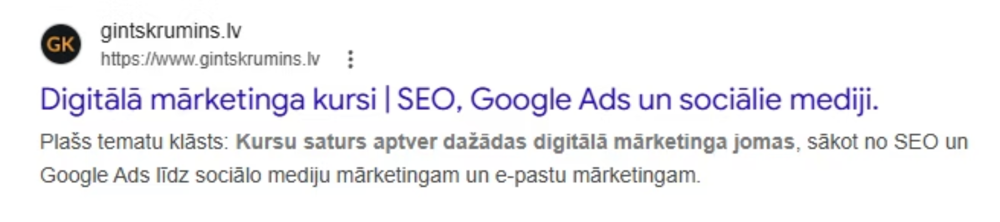 GK
gintskrumins.lv
https://www.gintskrumins.lv
Digitālā mārketinga kursi | SEO, Google Ads un sociālie mediji.
Plašs tematu klāsts: Kursu saturs aptver dažādas digitālā mārketinga jomas, sākot no SEO un
Google Ads līdz sociālo mediju mārketingam un e-pastu mārketingam.